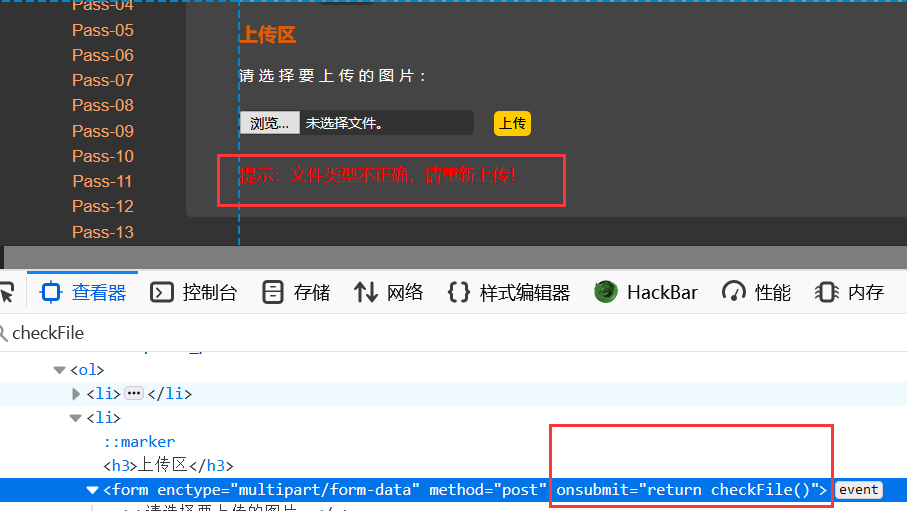 Pass-04
Pass-05
Pass-06
Pass-07
Pass-08
Pass-09
Pass-10
Pass-11
Pass-12
Pass-13
上传区
请选择要上传的图片：
浏览... 未选择文件。 上传
提示：文件类型不正确，请重新上传！
查看器 控制台 存储 网络 {} 样式编辑器 HackBar 性能 内存
checkFile
<ol>
<li> ••• </li>
<li>
::marker
<h3>上传区</h3>
<form enctype="multipart/form-data" method="post" onsubmit="return checkFile()"> event